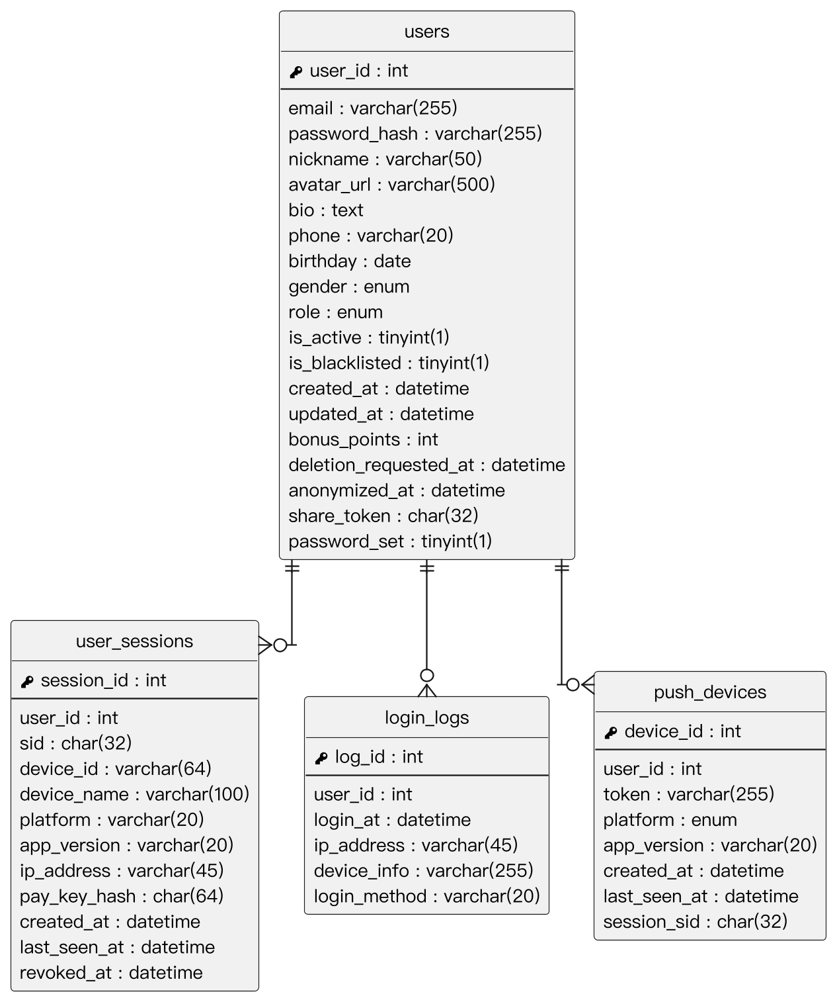 users
user_id : int
email : varchar(255)
password_hash : varchar(255)
nickname : varchar(50)
avatar_url : varchar(500)
bio : text
phone : varchar(20)
birthday : date
gender : enum
role : enum
is_active : tinyint(1)
is_blacklisted : tinyint(1)
created_at : datetime
updated_at : datetime
bonus_points : int
deletion_requested_at : datetime
anonymized_at : datetime
share_token : char(32)
password_set : tinyint(1)
user_sessions
session_id : int
user_id : int
sid : char(32)
device_id : varchar(64)
device_name : varchar(100)
platform : varchar(20)
app_version : varchar(20)
ip_address : varchar(45)
pay_key_hash : char(64)
created_at : datetime
last_seen_at : datetime
revoked_at : datetime
login_logs
log_id : int
user_id : int
login_at : datetime
ip_address : varchar(45)
device_info : varchar(255)
login_method : varchar(20)
push_devices
device_id : int
user_id : int
token : varchar(255)
platform : enum
app_version : varchar(20)
created_at : datetime
last_seen_at : datetime
session_sid : char(32)